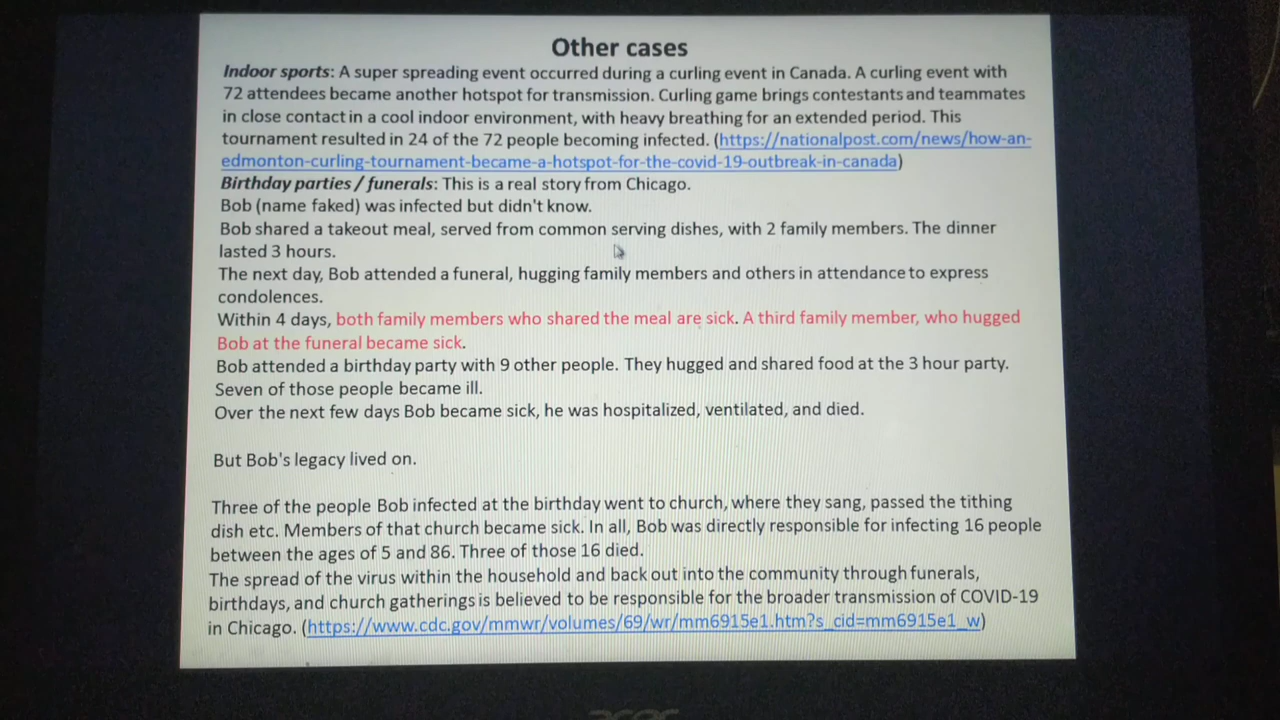 Other cases
Indoor sports: A super spreading event occurred during a curling event in Canada. A curling event with
72 attendees became another hotspot for transmission. Curling game brings contestants and teammates
in close contact in a cool indoor environment, with heavy breathing for an extended period. This
tournament resulted in 24 of the 72 people becoming infected. (https://nationalpost.com/news/how-an-
edmonton-curling-tournament-became-a-hotspot-for-the-covid-19-outbreak-in-canada)
Birthday parties / funerals: This is a real story from Chicago.
Bob (name faked) was infected but didn't know.
Bob shared a takeout meal, served from common serving dishes, with 2 family members. The dinner
lasted 3 hours.
The next day, Bob attended a funeral, hugging family members and others in attendance to express
condolences.
Within 4 days, both family members who shared the meal are sick. A third family member, who hugged
Bob at the funeral became sick.
Bob attended a birthday party with 9 other people. They hugged and shared food at the 3 hour party.
Seven of those people became ill.
Over the next few days Bob became sick, he was hospitalized, ventilated, and died.
But Bob's legacy lived on.
Three of the people Bob infected at the birthday went to church, where they sang, passed the tithing
dish etc. Members of that church became sick. In all, Bob was directly responsible for infecting 16 people
between the ages of 5 and 86. Three of those 16 died.
The spread of the virus within the household and back out into the community through funerals,
birthdays, and church gatherings is believed to be responsible for the broader transmission of COVID-19
in Chicago. (https://www.cdc.gov/mmwr/volumes/69/wr/mm6915e1.htm?s_cid=mm6915e1_w)
acer